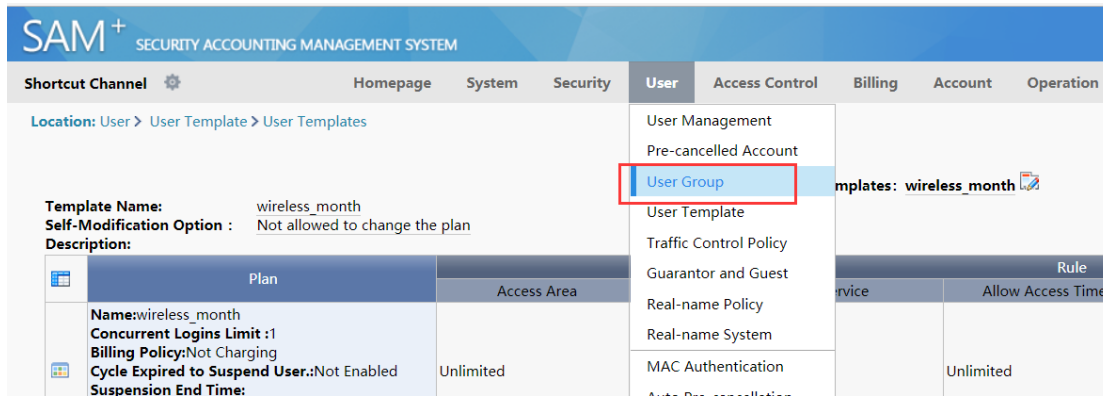 SAM+ SECURITY ACCOUNTING MANAGEMENT SYSTEM
Shortcut Channel Homepage System Security User Access Control Billing Account Operation
Location: User > User Template > User Templates
User Management
Pre-cancelled Account
User Group
User Template
Traffic Control Policy
Guarantor and Guest
Real-name Policy
Real-name System
MAC Authentication
mplates: wireless_month
Template Name: wireless_month
Self-Modification Option : Not allowed to change the plan
Description:
Plan
Rule
Access Area
rvice
Allow Access Time
Name:wireless_month
Concurrent Logins Limit :1
Billing Policy:Not Charging
Cycle Expired to Suspend User.:Not Enabled
Suspension End Time:
Unlimited
Unlimited